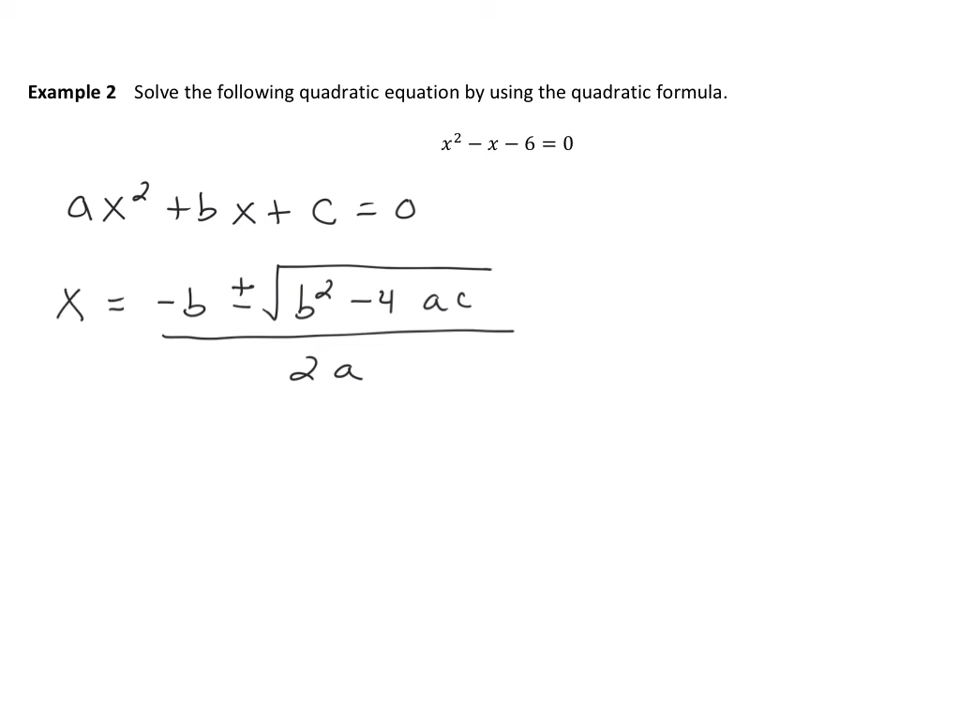 Example 2 Solve the following quadratic equation by using the quadratic formula.
x² − x − 6 = 0
ax² + bx + c = 0
x = -b ± √(b² - 4ac)
2a